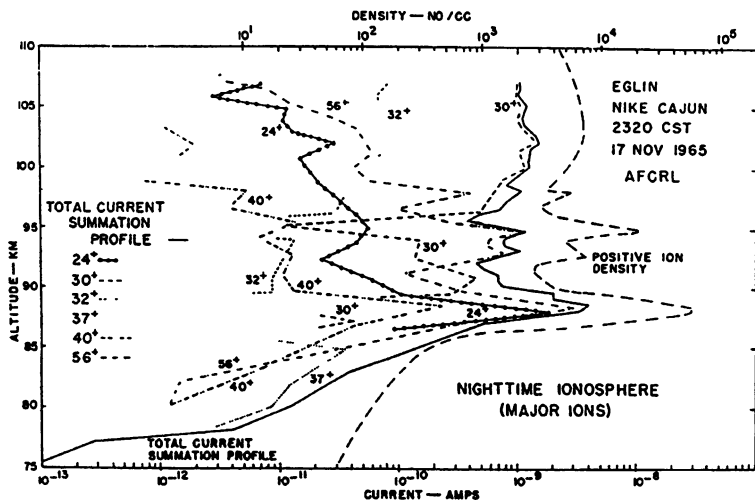 DENSITY — NO/CC
10¹ 10² 10³ 10⁴ 10⁵
110
105
100
95
90
85
80
75
ALTITUDE — KM
EGLIN
NIKE CAJUN
2320 CST
17 NOV 1965
AFCRL
56⁺
32⁺
30⁺
24⁺
40⁺
TOTAL CURRENT
SUMMATION
PROFILE —
24⁺
30⁺
32⁺
37⁺
40⁺
56⁺
30⁺
POSITIVE ION
DENSITY
32⁺
40⁺
30⁺
24⁺
56⁺
40⁺
37⁺
NIGHTTIME IONOSPHERE
(MAJOR IONS)
TOTAL CURRENT
SUMMATION PROFILE
10⁻¹³ 10⁻¹² 10⁻¹¹ 10⁻¹⁰ 10⁻⁹ 10⁻⁸
CURRENT — AMPS